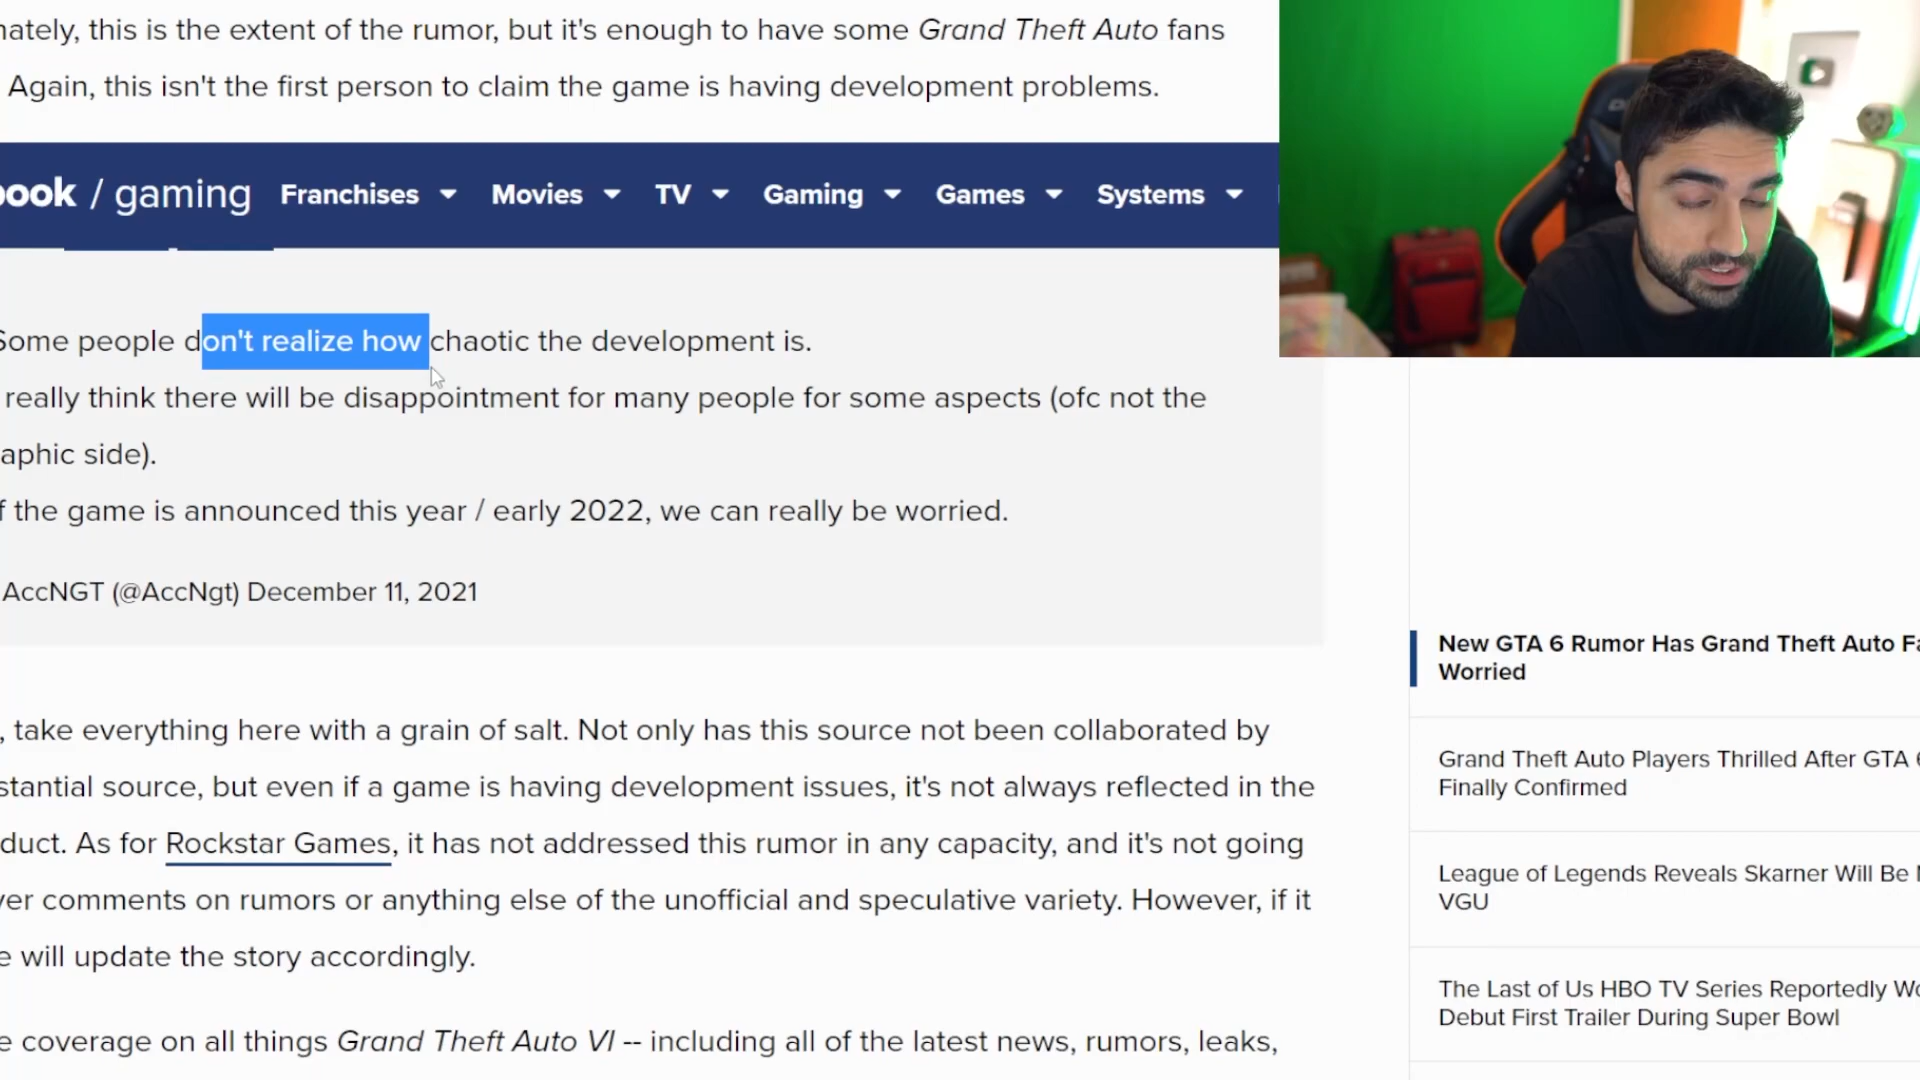 nately, this is the extent of the rumor, but it's enough to have some Grand Theft Auto fans
Again, this isn't the first person to claim the game is having development problems.
book / gaming Franchises Movies TV Gaming Games Systems
Some people don't realize how chaotic the development is.
really think there will be disappointment for many people for some aspects (ofc not the
aphic side).
f the game is announced this year / early 2022, we can really be worried.
AccNGT (@AccNgt) December 11, 2021
, take everything here with a grain of salt. Not only has this source not been collaborated by
stantial source, but even if a game is having development issues, it's not always reflected in the
duct. As for Rockstar Games, it has not addressed this rumor in any capacity, and it's not going
ver comments on rumors or anything else of the unofficial and speculative variety. However, if it
e will update the story accordingly.
e coverage on all things Grand Theft Auto VI -- including all of the latest news, rumors, leaks,
New GTA 6 Rumor Has Grand Theft Auto Fa
Worried
Grand Theft Auto Players Thrilled After GTA 6
Finally Confirmed
League of Legends Reveals Skarner Will Be N
VGU
The Last of Us HBO TV Series Reportedly Wo
Debut First Trailer During Super Bowl